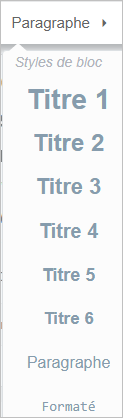 Paragraphe
Styles de bloc
Titre 1
Titre 2
Titre 3
Titre 4
Titre 5
Titre 6
Paragraphe
Formaté